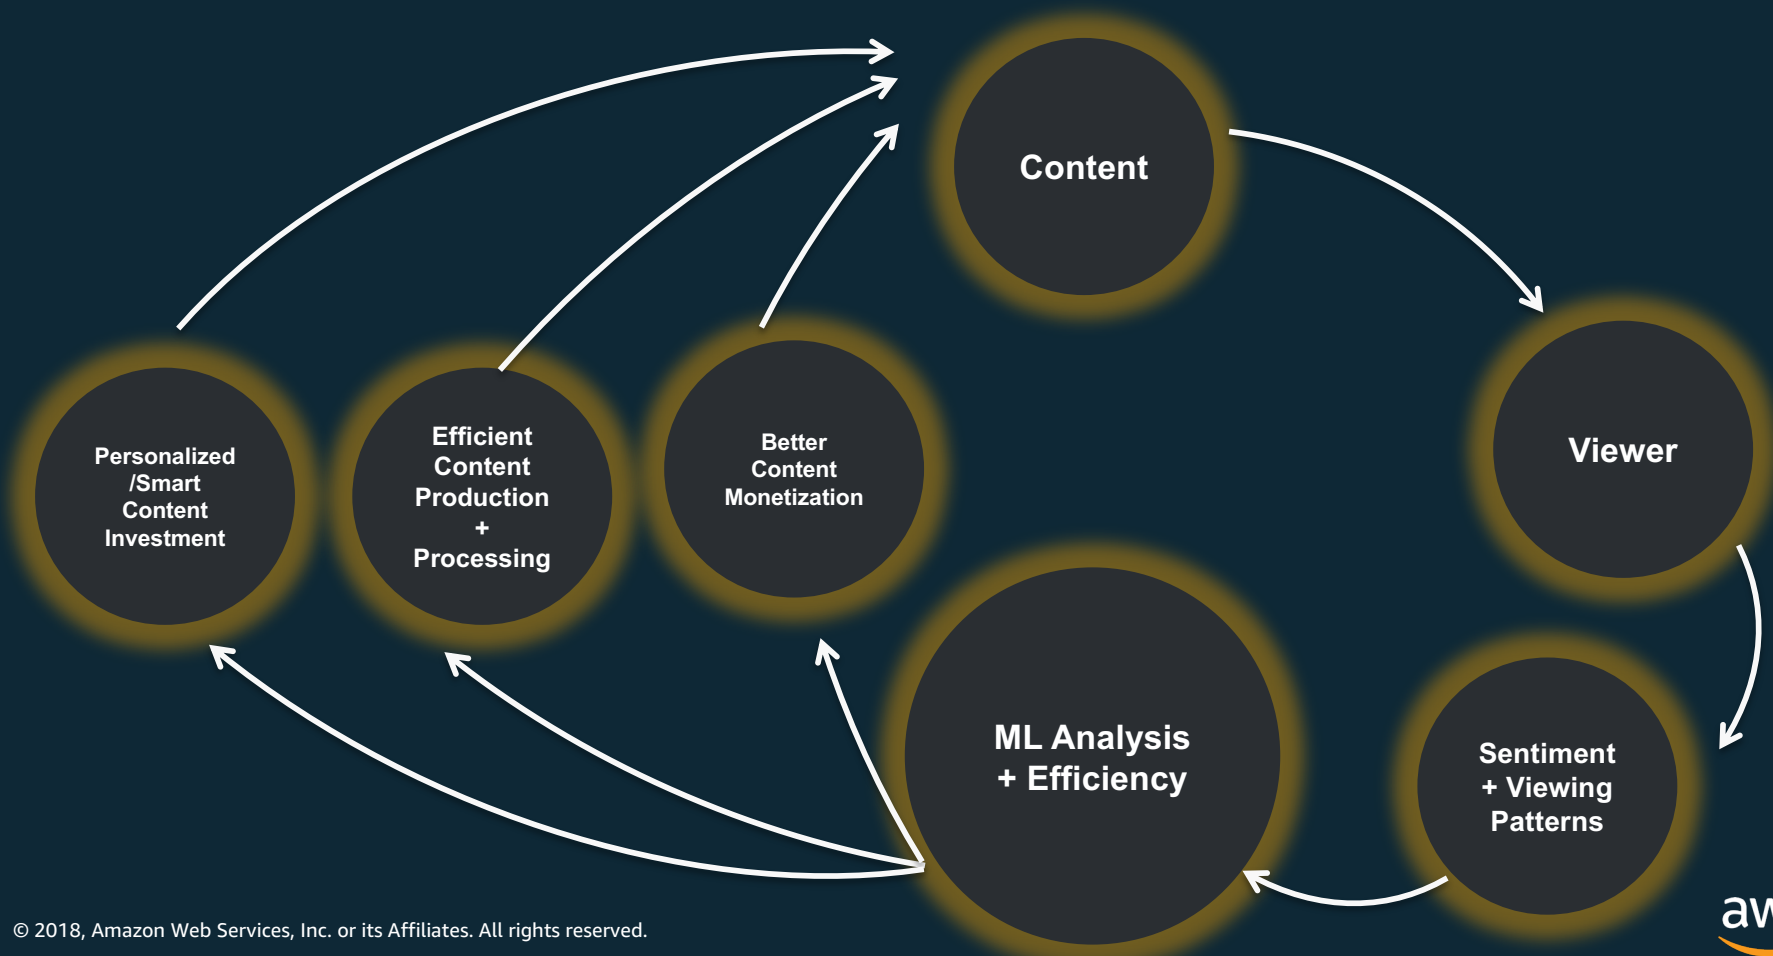 Content
Viewer
Personalized
/Smart
Content
Investment
Efficient
Content
Production
+
Processing
Better
Content
Monetization
ML Analysis
+ Efficiency
Sentiment
+ Viewing
Patterns
© 2018, Amazon Web Services, Inc. or its Affiliates. All rights reserved.